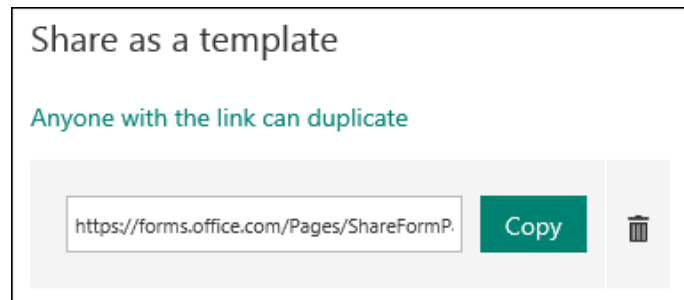 Share as a template
Anyone with the link can duplicate
https://forms.office.com/Pages/ShareFormP
Copy